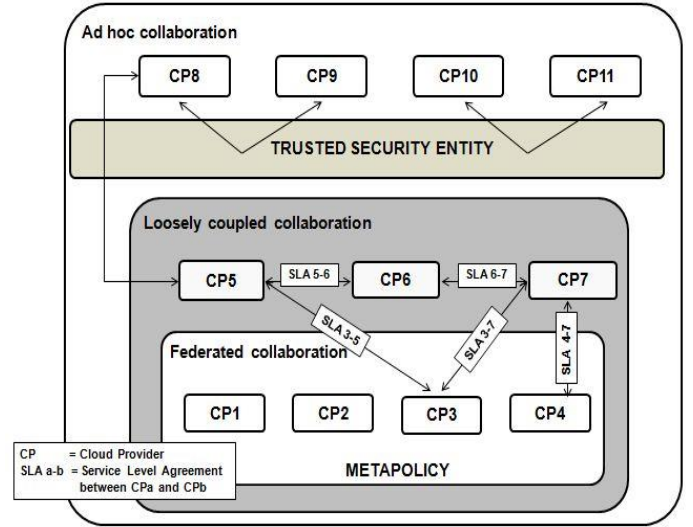 Ad hoc collaboration
CP8
CP9
CP10
CP11
TRUSTED SECURITY ENTITY
Loosely coupled collaboration
CP5
SLA 5-6
CP6
SLA 6-7
CP7
SLA 3-5
SLA 3-7
SLA 4-7
Federated collaboration
CP1
CP2
CP3
CP4
METAPOLICY
CP = Cloud Provider
SLA a-b = Service Level Agreement
between CPa and CPb